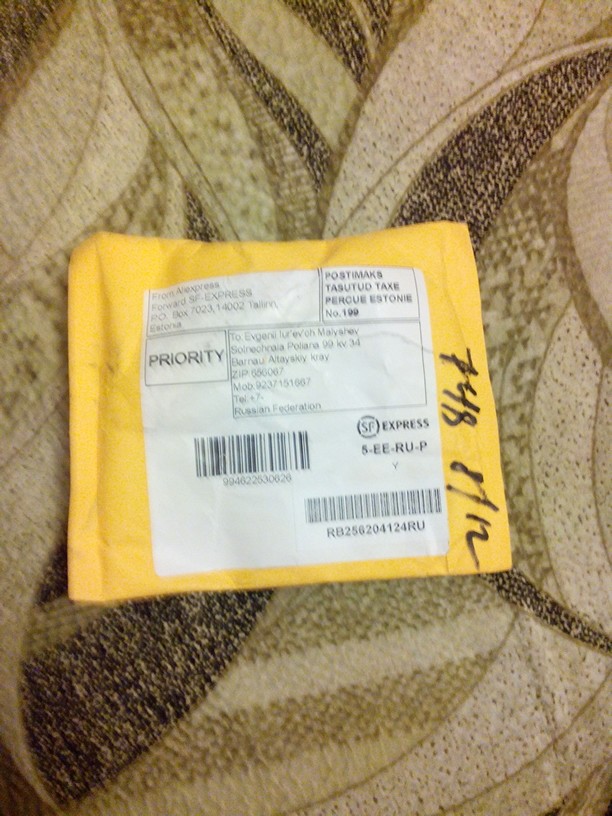 From Aliexpress
Forward SF-EXPRESS
P.O. Box 7023,14002 Tallinn,
Estonia
POSTIMAKS
TASUTUD TAXE
PERCUE ESTONIE
No.199
PRIORITY
To.Evgenii Iur'evich Malyshev
Solnechnaia Poliana 99 kv.34
Barnaul Altayskiy kray
ZIP:656067
Mob.9237151667
Tel.+7-
Russian Federation
SF EXPRESS
5-EE-RU-P
Y
994622530626
RB256204124RU